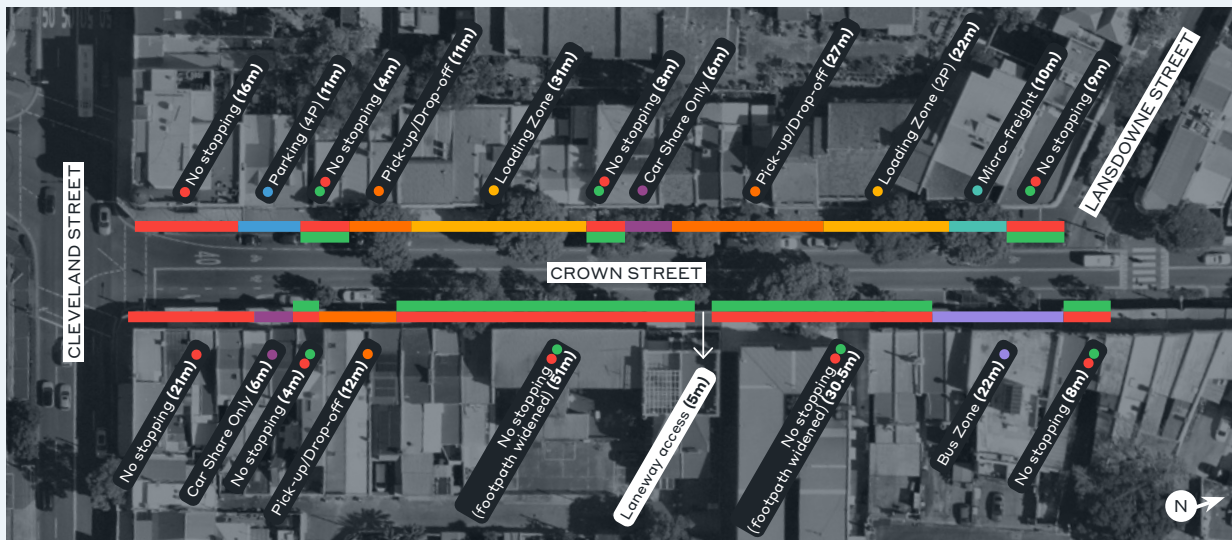 No stopping (16m)
Parking (4P) (11m)
No stopping (4m)
Pick-up/Drop-off (11m)
Loading Zone (31m)
No stopping (3m)
Car Share Only (6m)
Pick-up/Drop-off (27m)
Loading Zone (2P) (22m)
Micro-freight (10m)
No stopping (9m)
LANSDOWNE STREET
CLEVELAND STREET
40
CROWN STREET
No stopping (21m)
Car Share Only (6m)
No stopping (4m)
Pick-up/Drop-off (12m)
No stopping
(footpath widened) (51m)
Laneway access (5m)
No stopping
(footpath widened) (30.5m)
Bus Zone (22m)
No stopping (8m)
N